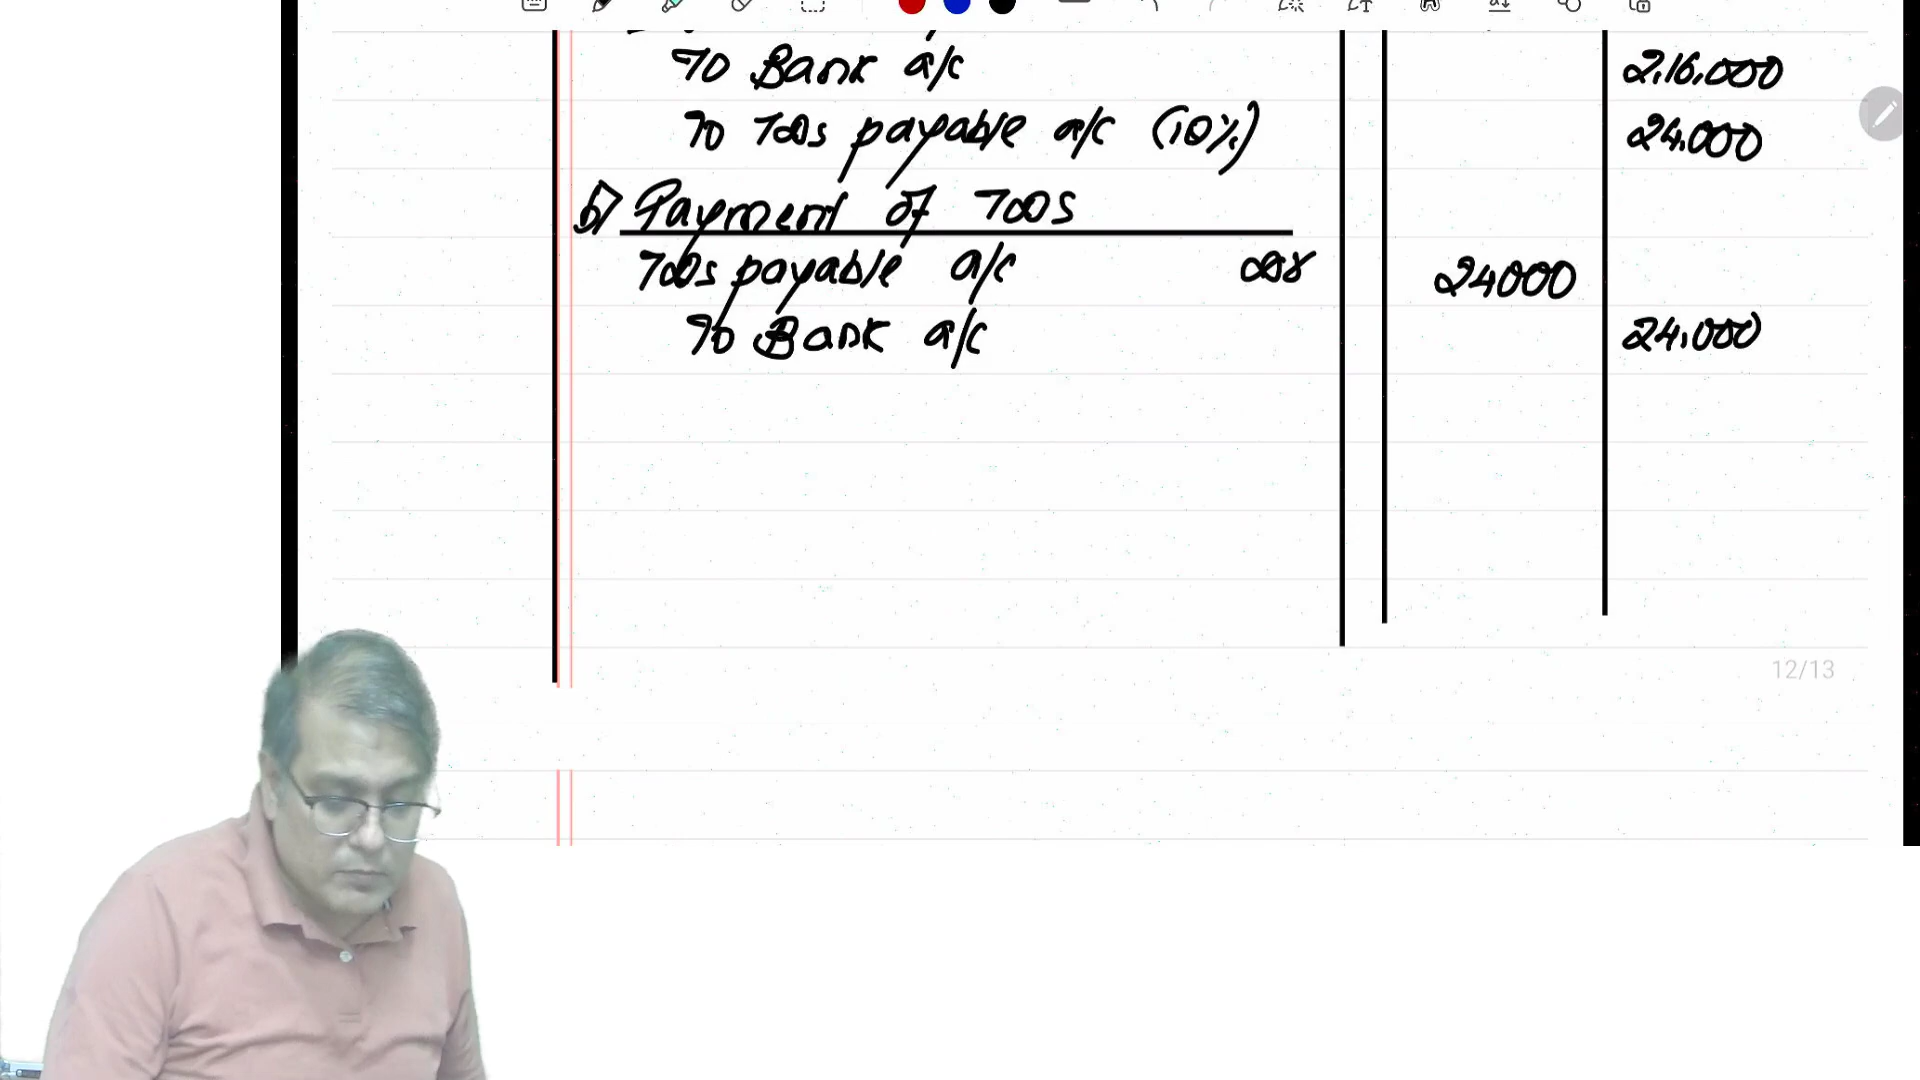 To Bank a/c 2,16,000
To TDS payable a/c (10%) 24,000
b) Payment of TDS
TDS payable a/c Dr 24000
To Bank a/c 24,000
12/13